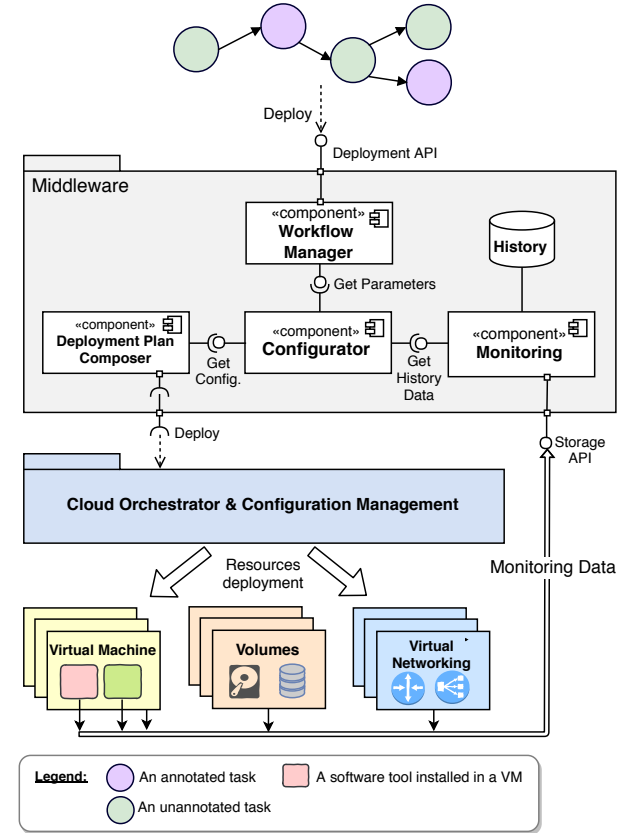 Deploy
Deployment API
Middleware
«component»
Workflow
Manager
History
Get Parameters
«component»
Deployment Plan
Composer
Get
Config.
«component»
Configurator
Get
History
Data
«component»
Monitoring
Deploy
Storage
API
Cloud Orchestrator & Configuration Management
Resources
deployment
Monitoring Data
Virtual Machine
Volumes
Virtual
Networking
Legend:
An annotated task
A software tool installed in a VM
An unannotated task